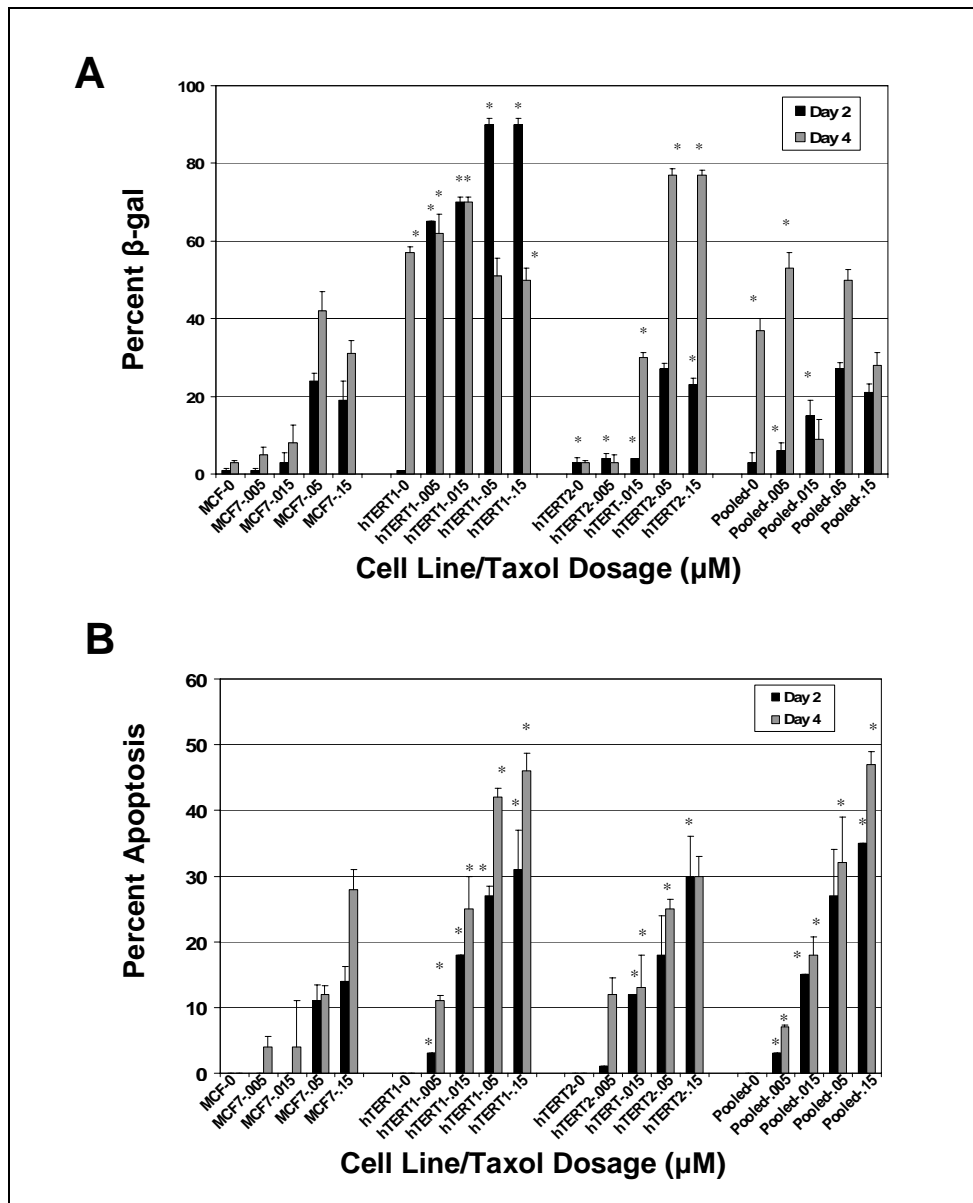 A
Percent β-gal
100
80
60
40
20
0
Day 2
Day 4
* * * ** * * * * * * * * * * * * * *
MCF-0
MCF7-.005
MCF7-.015
MCF7-.05
MCF7-.15
hTERT1-0
hTERT1-.005
hTERT1-.015
hTERT1-.05
hTERT1-.15
hTERT2-0
hTERT2-.005
hTERT-.015
hTERT2-.05
hTERT2-.15
Pooled-0
Pooled-.005
Pooled-.015
Pooled-.05
Pooled-.15
Cell Line/Taxol Dosage (µM)
B
Percent Apoptosis
60
50
40
30
20
10
0
Day 2
Day 4
* * * * * * * * * * * * * * * * * * *
MCF-0
MCF7-.005
MCF7-.015
MCF7-.05
MCF7-.15
hTERT1-0
hTERT1-.005
hTERT1-.015
hTERT1-.05
hTERT1-.15
hTERT2-0
hTERT2-.005
hTERT-.015
hTERT2-.05
hTERT2-.15
Pooled-0
Pooled-.005
Pooled-.015
Pooled-.05
Pooled-.15
Cell Line/Taxol Dosage (µM)